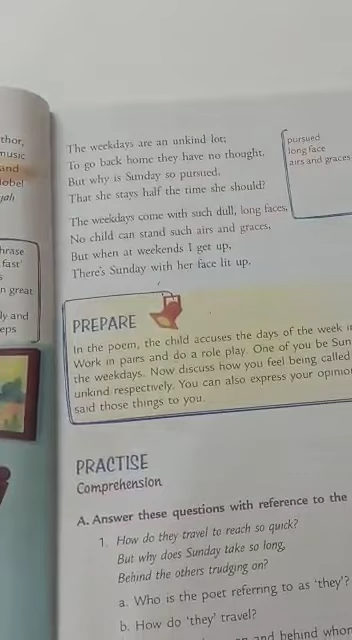 thor,
music
and
obel
jali
hrase
fast'
s
n great
ly and
eps
The weekdays are an unkind lot;
To go back home they have no thought,
But why is Sunday so pursued,
That she stays half the time she should?
The weekdays come with such dull, long faces,
No child can stand such airs and graces,
But when at weekends I get up,
There's Sunday with her face lit up.
pursued
long face
airs and graces
PREPARE
In the poem, the child accuses the days of the week in
Work in pairs and do a role play. One of you be Sun
the weekdays. Now discuss how you feel being called
unkind respectively. You can also express your opinio
said those things to you.
PRACTISE
Comprehension
A. Answer these questions with reference to the
1. How do they travel to reach so quick?
But why does Sunday take so long,
Behind the others trudging on?
a. Who is the poet referring to as 'they'?
b. How do 'they' travel?
and behind whom